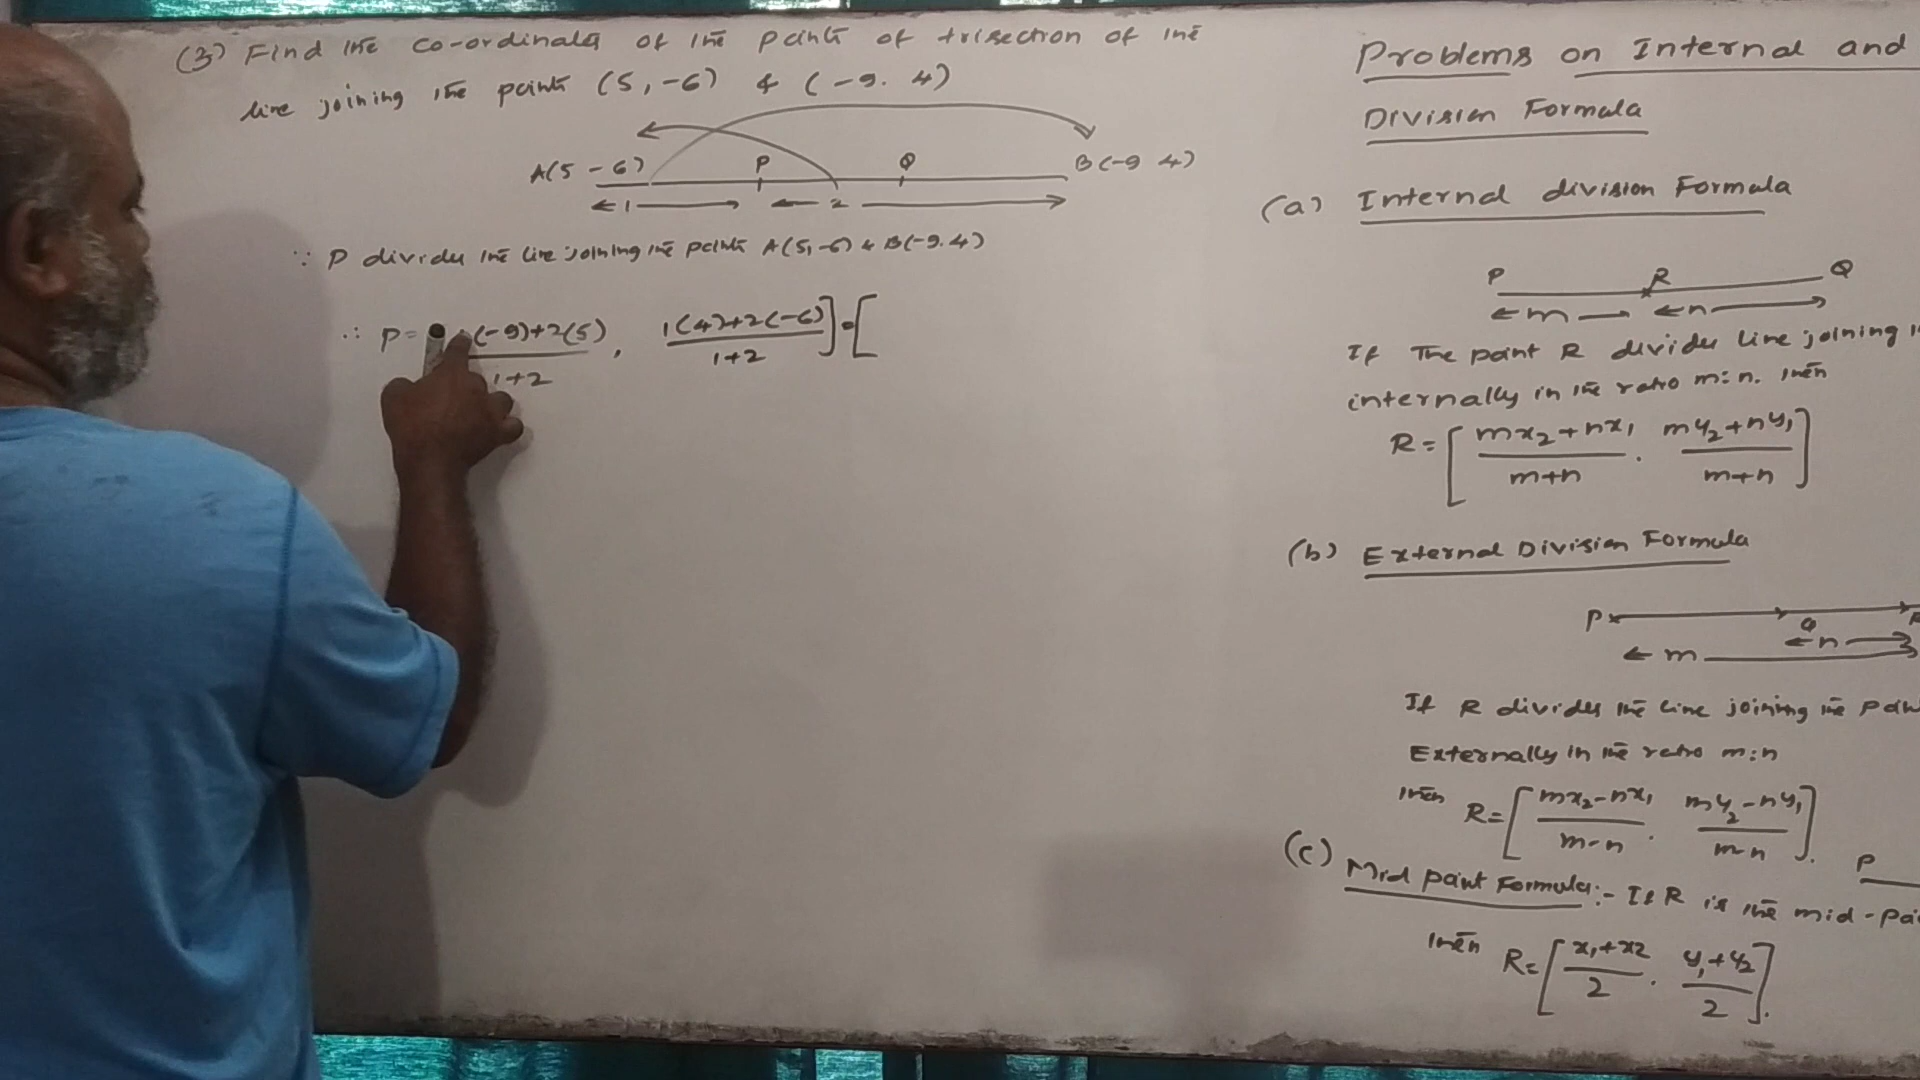 (3) Find the co-ordinates of the points of trisection of the
line joining the points (5, -6) & (-9. 4)
A(5 - 6) P Q B(-9 4)
1 2
∵ P divides the line joining the points A(5, -6) & B(-9. 4)
∴ P= (-9)+2(5) / 1+2 , 1(4)+2(-6) / 1+2 ] = [
Problems on Internal and
Division Formula
(a) Internal division Formula
P R Q
m n
If The point R divides line joining
internally in the ratio m:n. then
R = [ mx₂+nx₁ / m+n . my₂+ny₁ / m+n ]
(b) External Division Formula
P Q
n
m
If R divides the line joining the
Externally in the ratio m:n
then R= [ mx₂-nx₁ / m-n . my₂-ny₁ / m-n ].
P
(c) Mid point Formula:- If R is the mid-
then R= [ x₁+x2 / 2 . y₁+y₂ / 2 ].